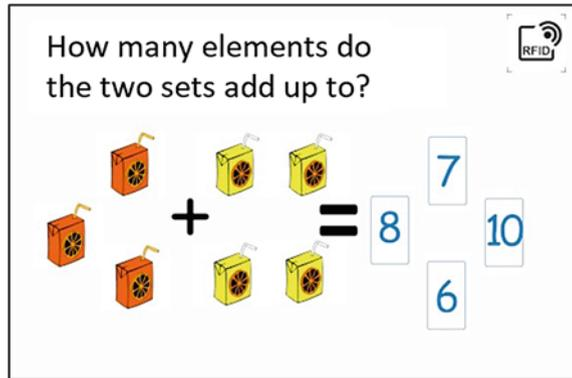 How many elements do
the two sets add up to?
RFID
+
=
7
8
10
6